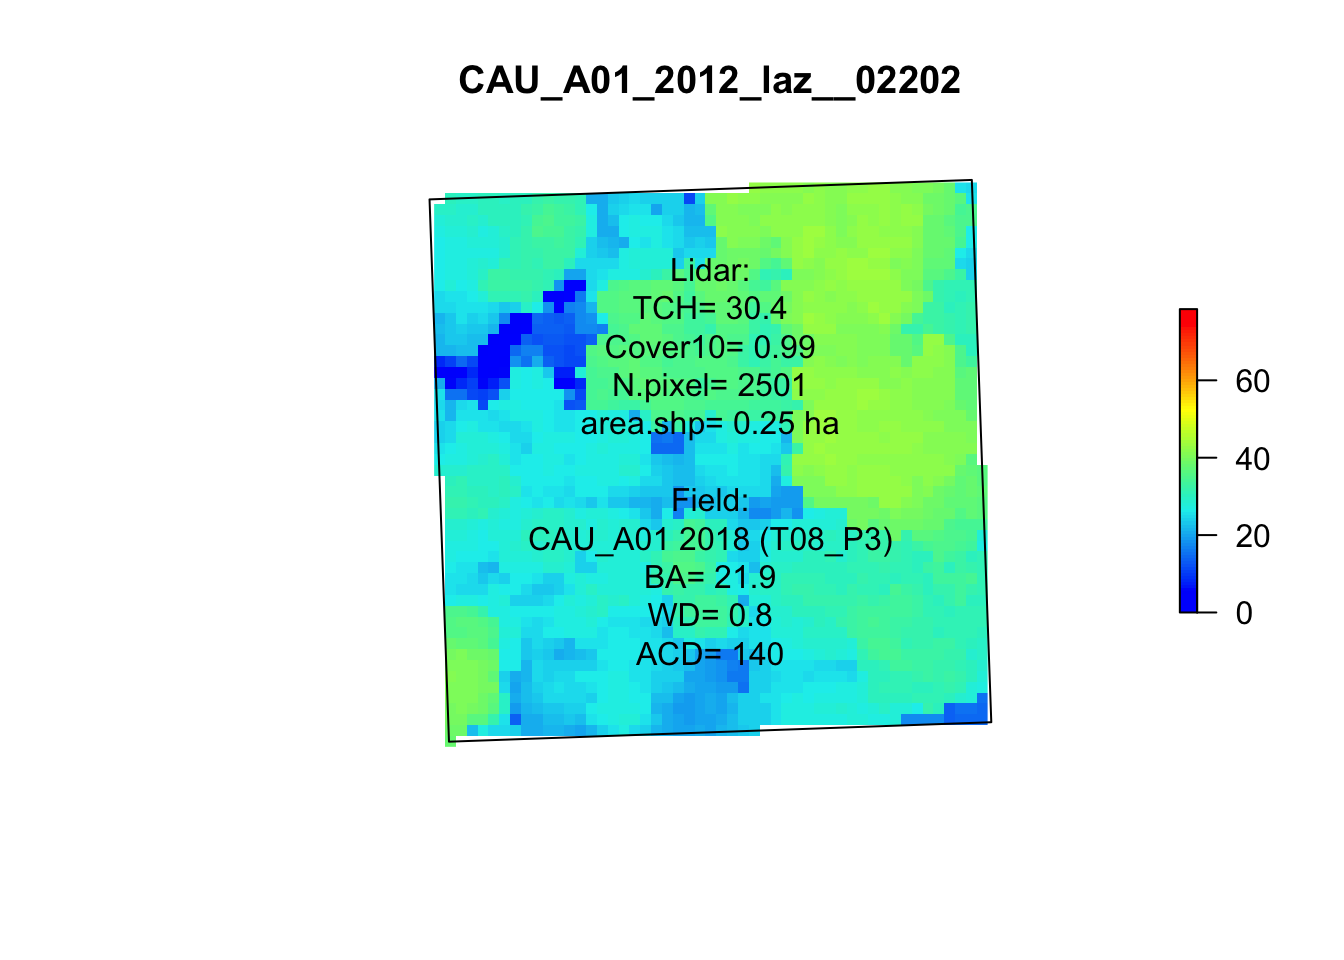 CAU_A01_2012_laz__02202
Lidar:
TCH= 30.4
Cover10= 0.99
N.pixel= 2501
area.shp= 0.25 ha
Field:
CAU_A01 2018 (T08_P3)
BA= 21.9
WD= 0.8
ACD= 140
60
40
20
0